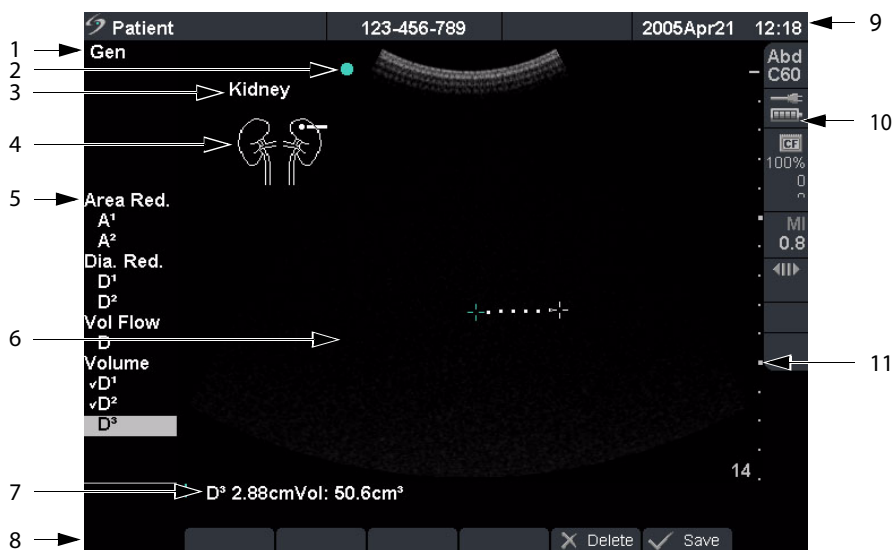 Patient 123-456-789 2005Apr21 12:18 9
1 Gen
Abd
2 C60
3 Kidney
10
4
CF
100%
0
5 Area Red.
A¹
A²
MI
0.8
Dia. Red.
D¹
D²
Vol Flow
6 D
Volume
11
√D¹
√D²
D³
14
7 D³ 2.88cmVol: 50.6cm³
8 Delete Save